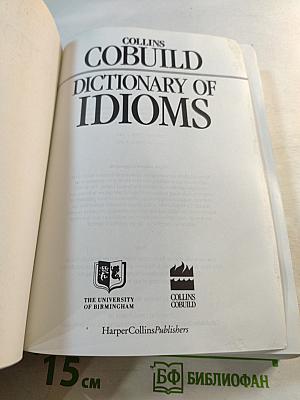 COLLINS
COBUILD
DICTIONARY OF
IDIOMS
THE UNIVERSITY
OF BIRMINGHAM
COLLINS
COBUILD
HarperCollinsPublishers
15 см
БФ БИБЛИОФАН